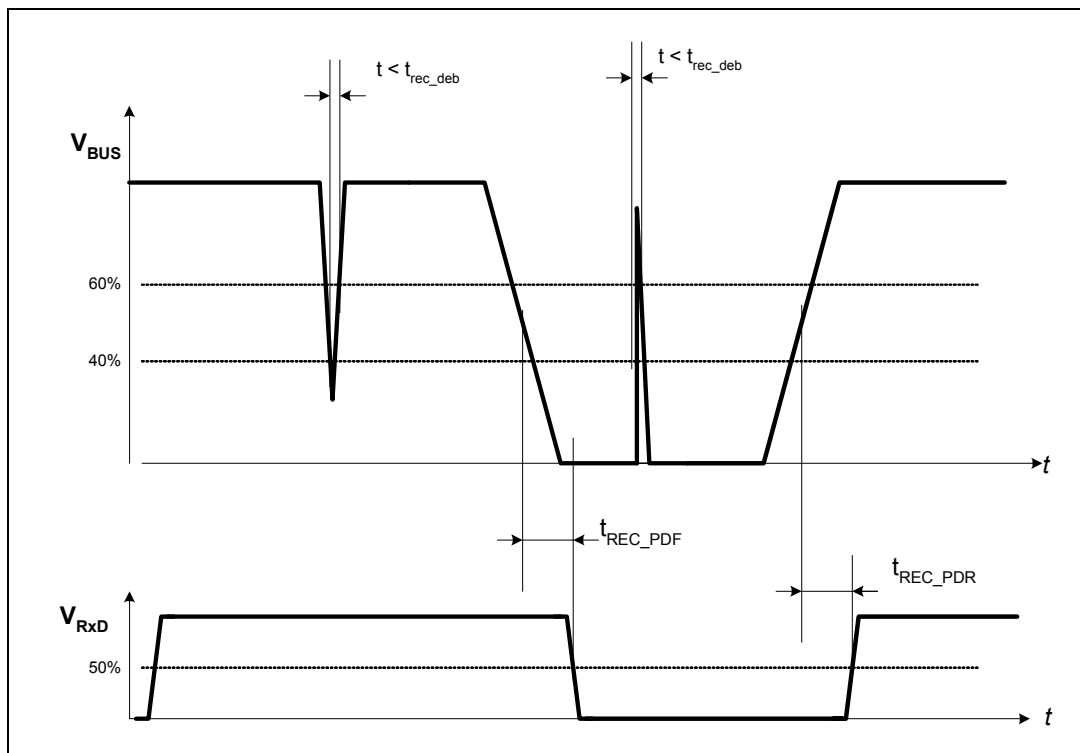 t < t_rec_deb
t < t_rec_deb
V_BUS
60%
40%
t
t_REC_PDF
t_REC_PDR
V_RxD
50%
t